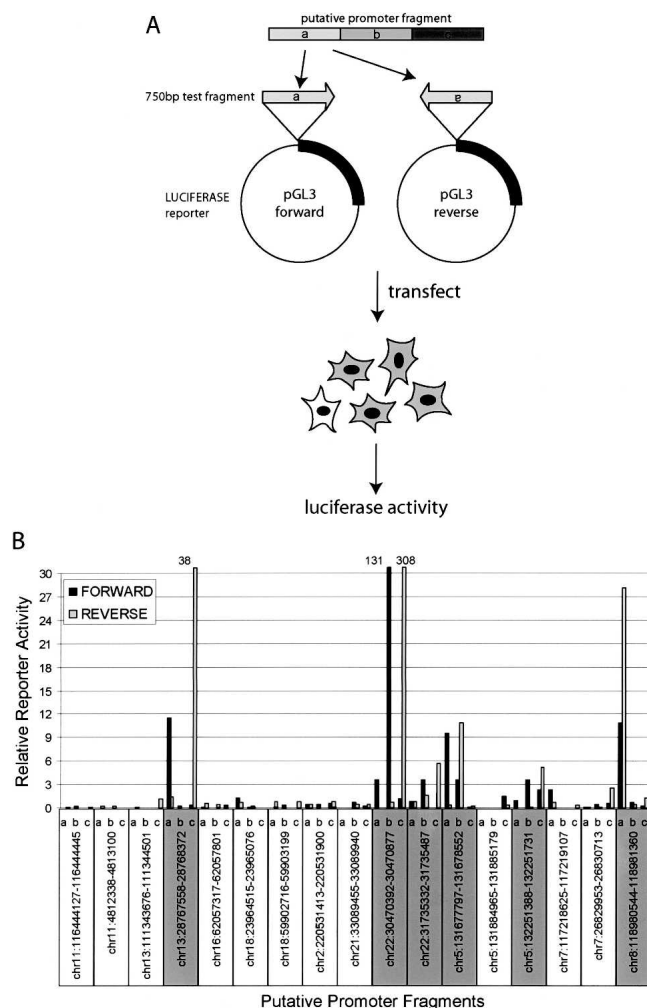 A
putative promoter fragment
a b c
750bp test fragment
a a
LUCIFERASE
reporter
pGL3
forward
pGL3
reverse
transfect
luciferase activity
B
38 131 308
Relative Reporter Activity
30
27
24
21
18
15
12
9
6
3
0
FORWARD
REVERSE
a b c a b c a b c a b c a b c a b c a b c a b c a b c a b c a b c a b c a b c a b c a b c a b c a b c
chr11:116444127-116444445
chr11:4812338-4813100
chr13:111343676-111344501
chr13:28767558-28768372
chr16:62057317-62057801
chr18:23964515-23965076
chr18:59902716-59903199
chr2:220531413-220531900
chr21:33089455-33089940
chr22:30470392-30470877
chr22:31735332-31735487
chr5:131677797-131678552
chr5:131884965-131885179
chr5:132251388-132251731
chr7:117218625-117219107
chr7:26829953-26830713
chr8:118980544-118981360
Putative Promoter Fragments